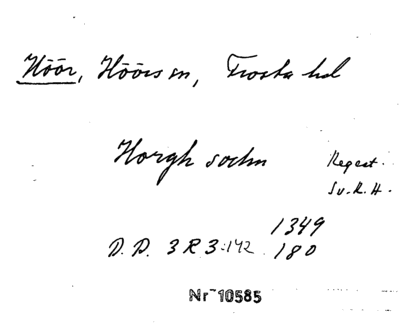 Höör, Höörs sn, Frosta hd
Horgh sochn
Regest.
Sv. R. H.
1349
D. D. 3 R 3:142. 180
Nr 10585